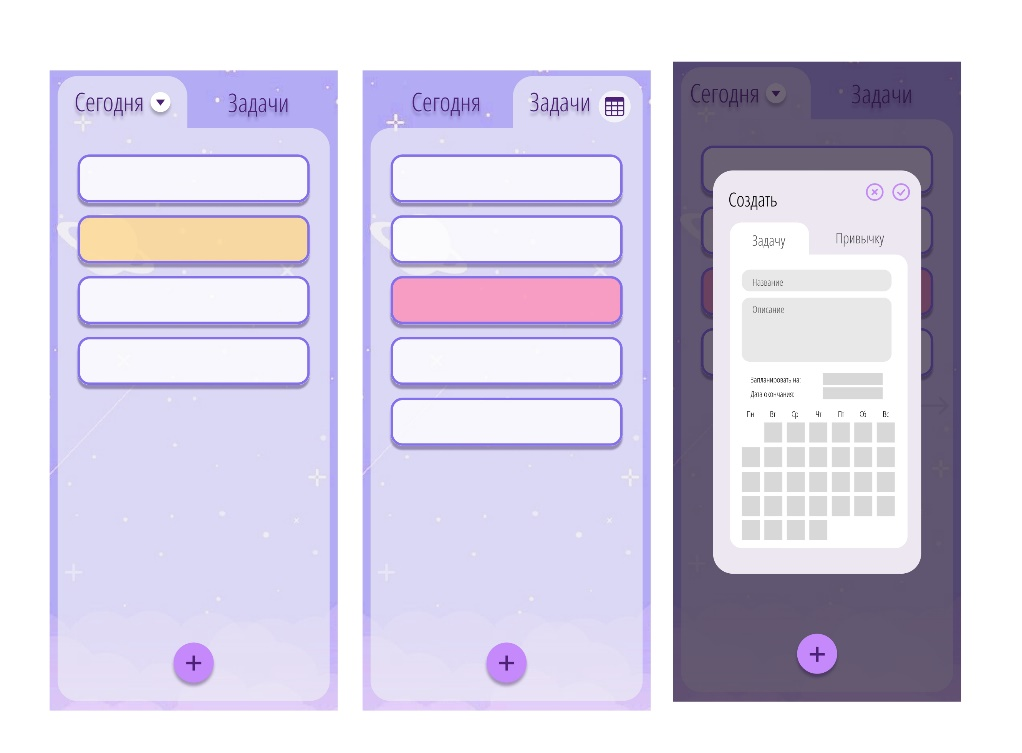 Сегодня Задачи
Сегодня Задачи
Сегодня Задачи
Создать
Задачу Привычку
Название
Описание
Запланировать на:
Дата окончания:
Пн Вт Ср Чт Пт Сб Вс